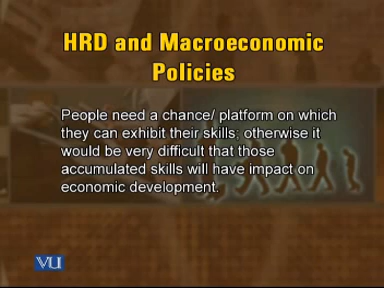 HRD and Macroeconomic
Policies
People need a chance/ platform on which
they can exhibit their skills; otherwise it
would be very difficult that those
accumulated skills will have impact on
economic development.
VU